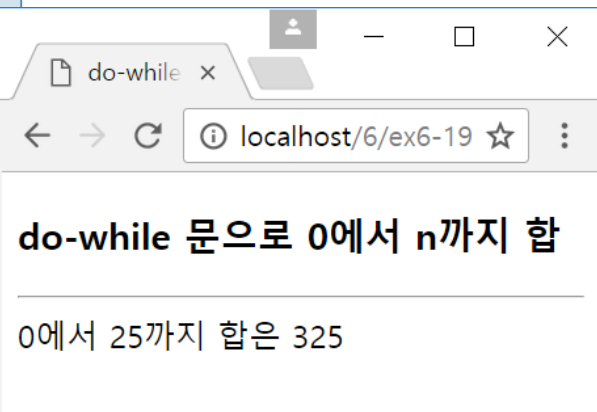 do-while
localhost/6/ex6-19
do-while 문으로 0에서 n까지 합
0에서 25까지 합은 325